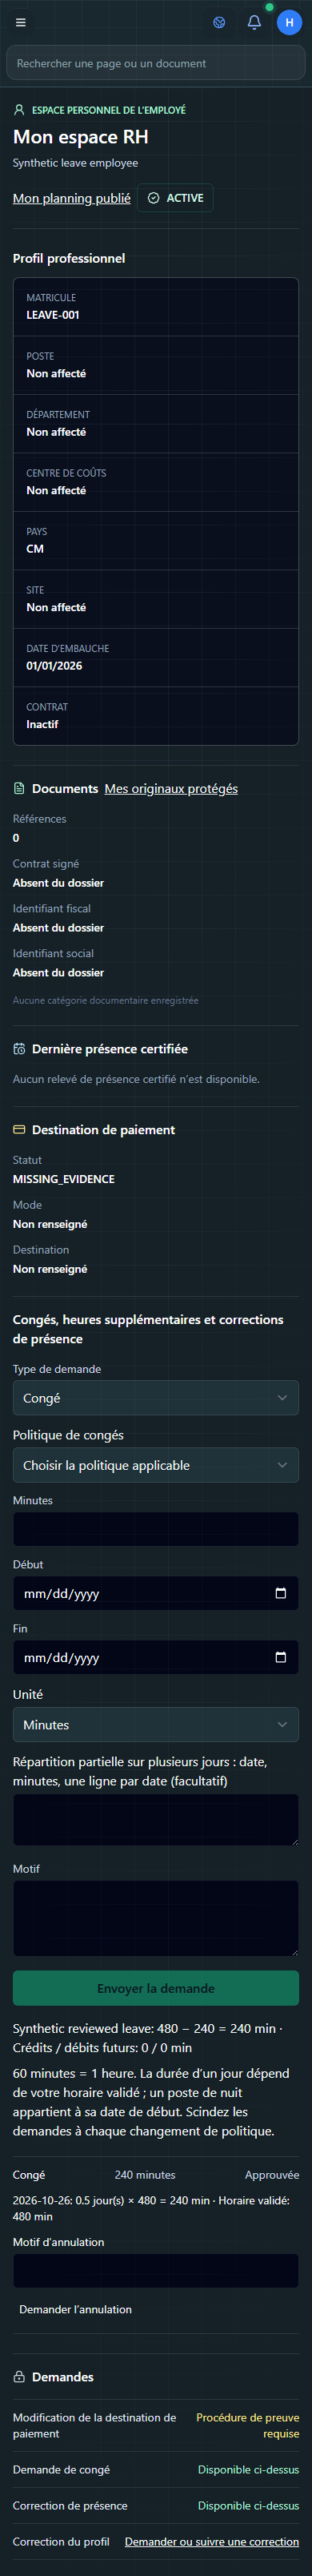 H
Rechercher une page ou un document
ESPACE PERSONNEL DE L'EMPLOYÉ
Mon espace RH
Synthetic leave employee
Mon planning publié
ACTIVE
Profil professionnel
MATRICULE
LEAVE-001
POSTE
Non affecté
DÉPARTEMENT
Non affecté
CENTRE DE COÛTS
Non affecté
PAYS
CM
SITE
Non affecté
DATE D'EMBAUCHE
01/01/2026
CONTRAT
Inactif
Documents Mes originaux protégés
Références
0
Contrat signé
Absent du dossier
Identifiant fiscal
Absent du dossier
Identifiant social
Absent du dossier
Aucune catégorie documentaire enregistrée
Dernière présence certifiée
Aucun relevé de présence certifié n’est disponible.
Destination de paiement
Statut
MISSING_EVIDENCE
Mode
Non renseigné
Destination
Non renseigné
Congés, heures supplémentaires et corrections
de présence
Type de demande
Congé
Politique de congés
Choisir la politique applicable
Minutes
Début
mm/dd/yyyy
Fin
mm/dd/yyyy
Unité
Minutes
Répartition partielle sur plusieurs jours : date,
minutes, une ligne par date (facultatif)
Motif
Envoyer la demande
Synthetic reviewed leave: 480 − 240 = 240 min ·
Crédits / débits futurs: 0 / 0 min
60 minutes = 1 heure. La durée d’un jour dépend
de votre horaire validé ; un poste de nuit
appartient à sa date de début. Scindez les
demandes à chaque changement de politique.
Congé 240 minutes Approuvée
2026-10-26: 0.5 jour(s) × 480 = 240 min · Horaire validé:
480 min
Motif d’annulation
Demander l’annulation
Demandes
Modification de la destination de
paiement
Procédure de preuve
requise
Demande de congé Disponible ci-dessus
Correction de présence Disponible ci-dessus
Correction du profil Demander ou suivre une correction